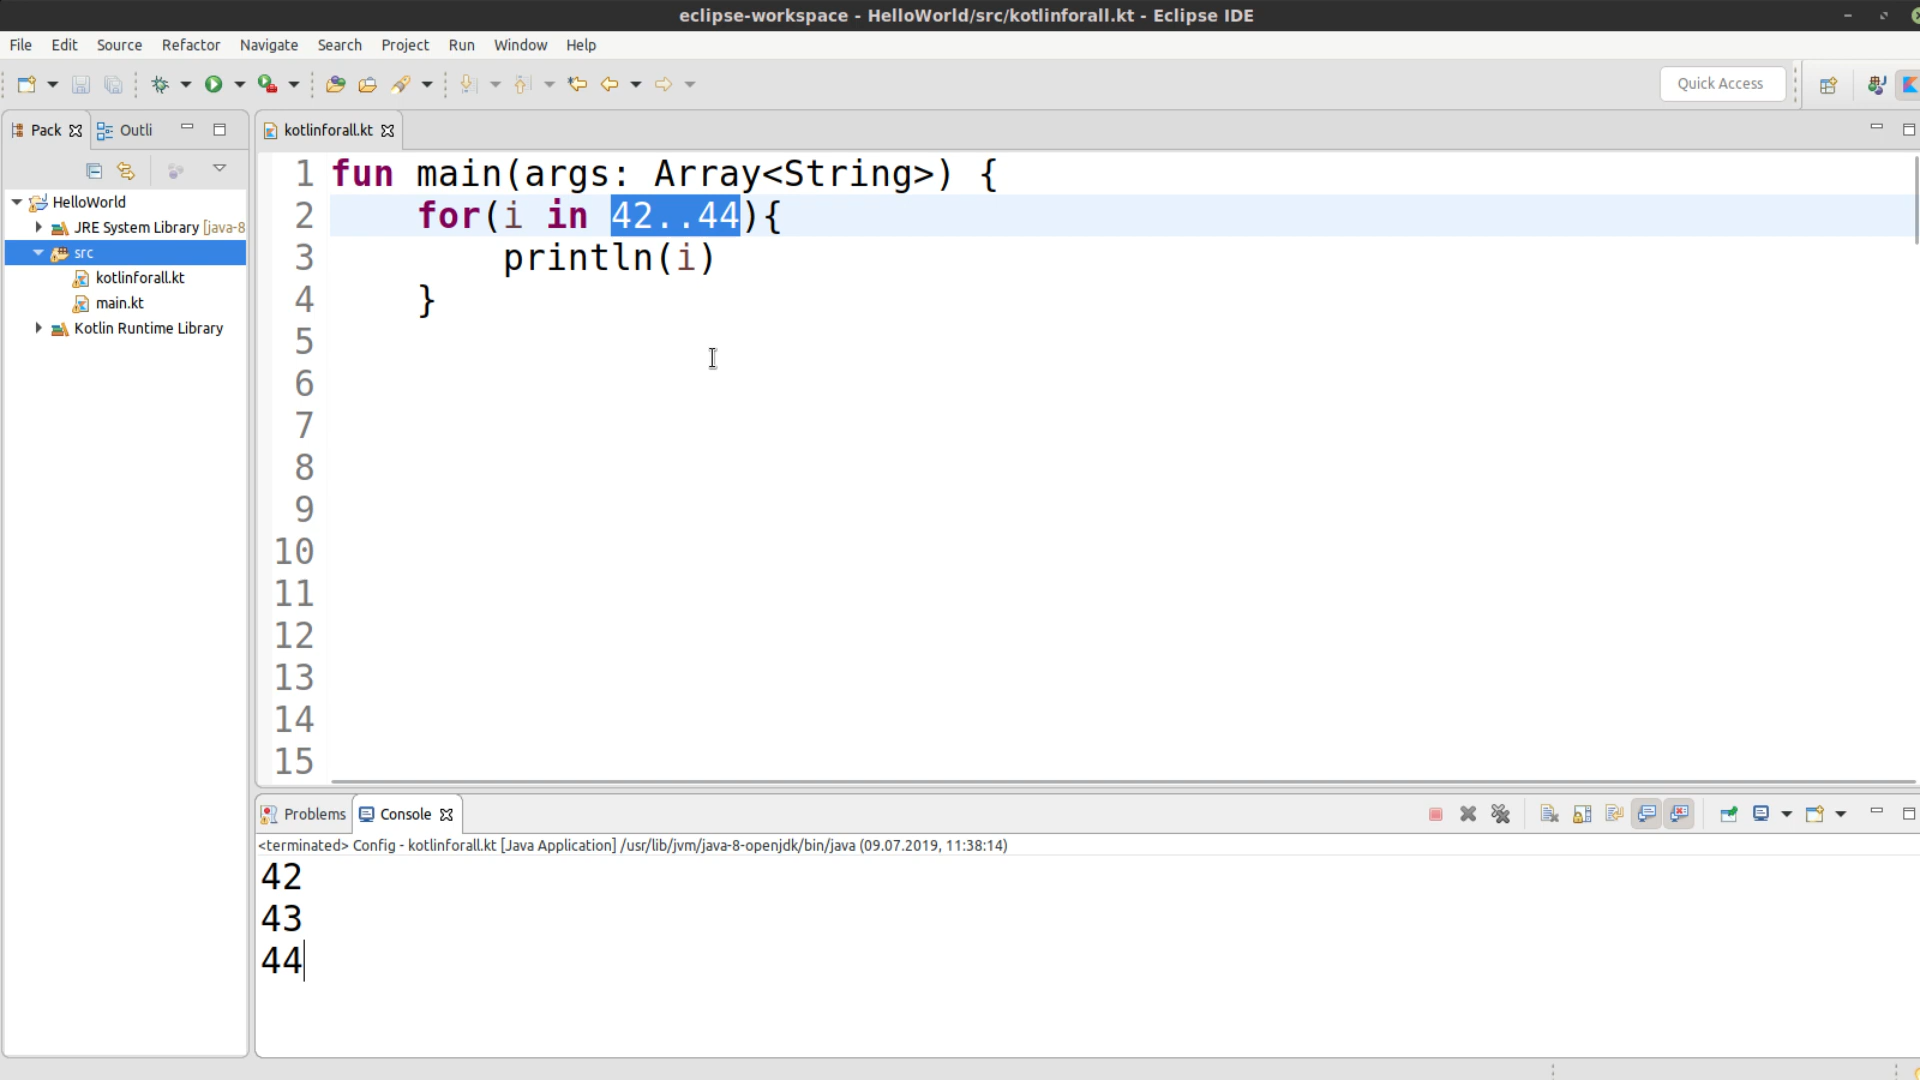 eclipse-workspace - HelloWorld/src/kotlinforall.kt - Eclipse IDE
File Edit Source Refactor Navigate Search Project Run Window Help
Quick Access
Pack Outli
kotlinforall.kt
HelloWorld
JRE System Library [java-8
src
kotlinforall.kt
main.kt
Kotlin Runtime Library
1 fun main(args: Array<String>) {
2 for(i in 42..44){
3 println(i)
4 }
5
6
7
8
9
10
11
12
13
14
15
Problems Console
<terminated> Config - kotlinforall.kt [Java Application] /usr/lib/jvm/java-8-openjdk/bin/java (09.07.2019, 11:38:14)
42
43
44